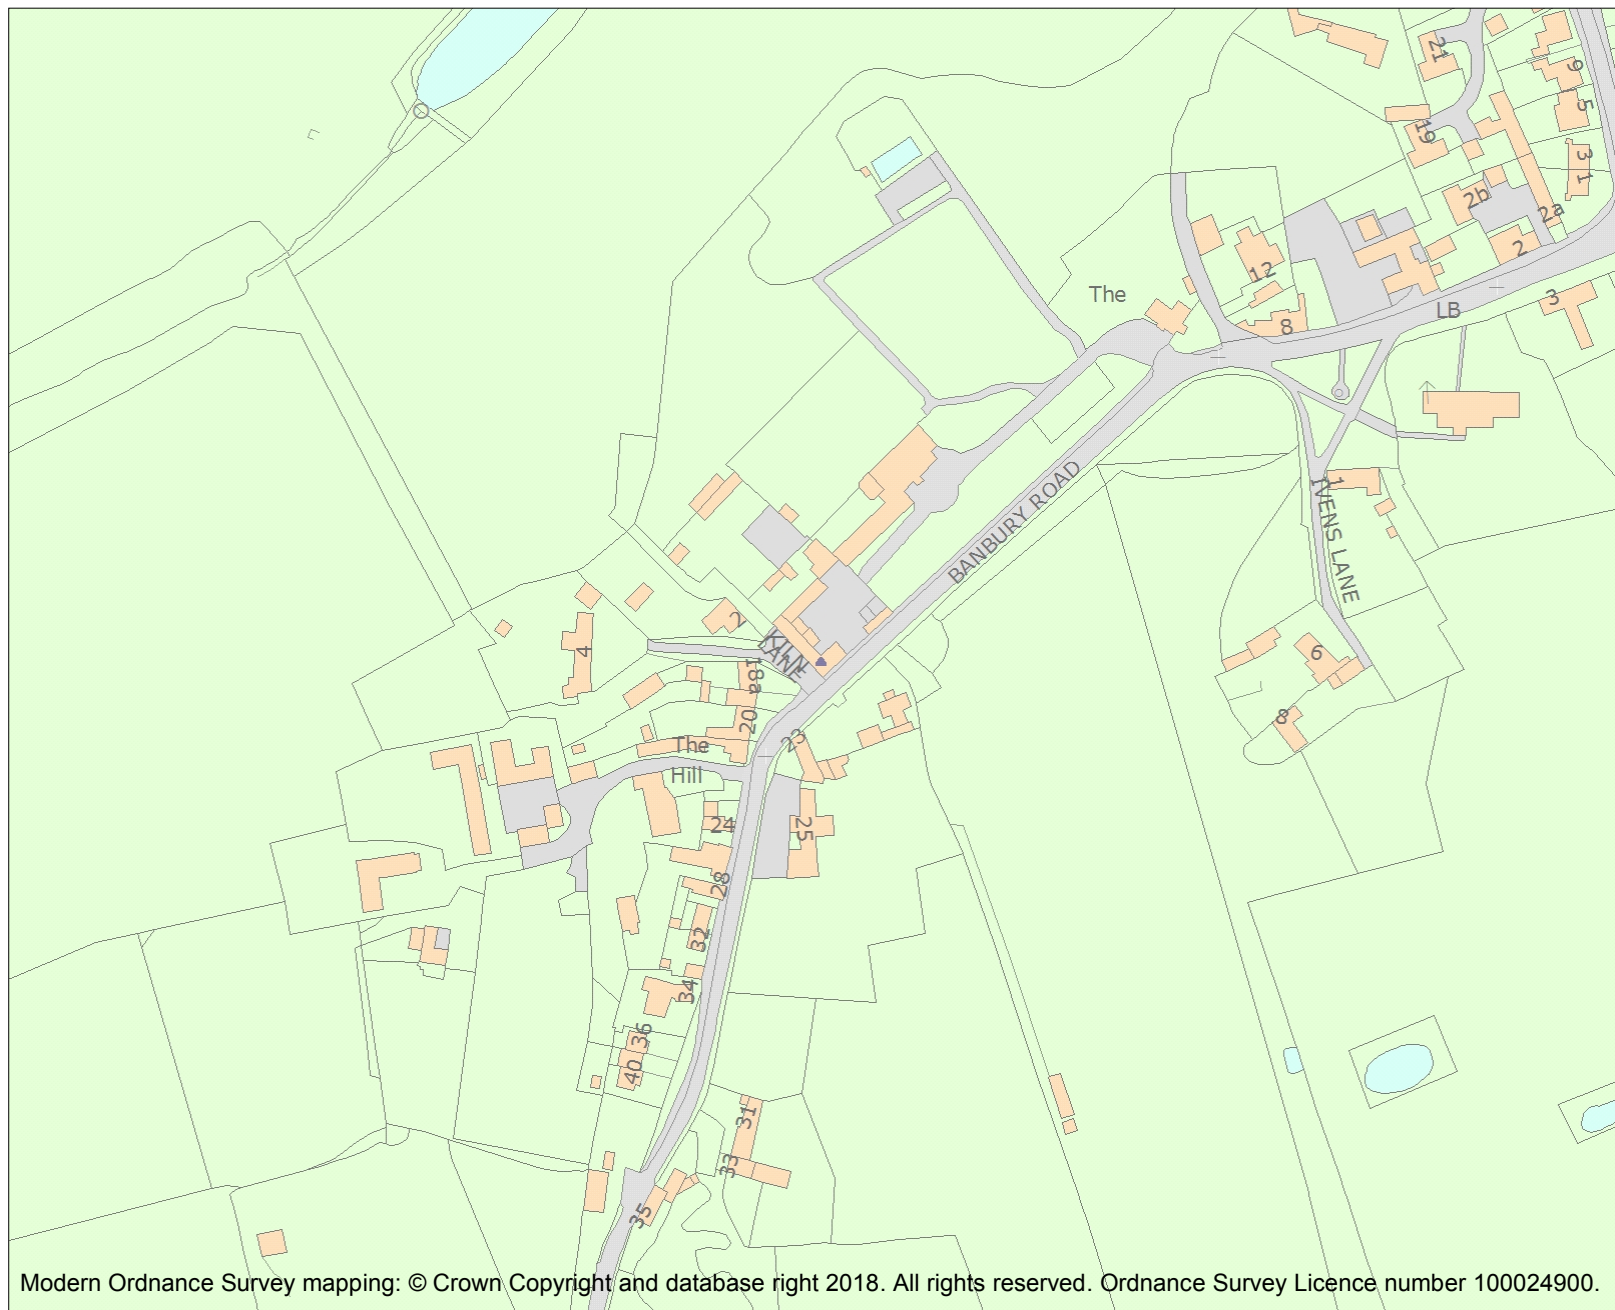 21
9
5
19
3
1
2b
2a
2
12
The
8
LB
3
1
BANBURY ROAD
IVENS LANE
2
KILN
LANE
4
6
18a
20
23
8
The
Hill
24
25
28
32
34
36
40
31
33
35
Modern Ordnance Survey mapping: © Crown Copyright and database right 2018. All rights reserved. Ordnance Survey Licence number 100024900.